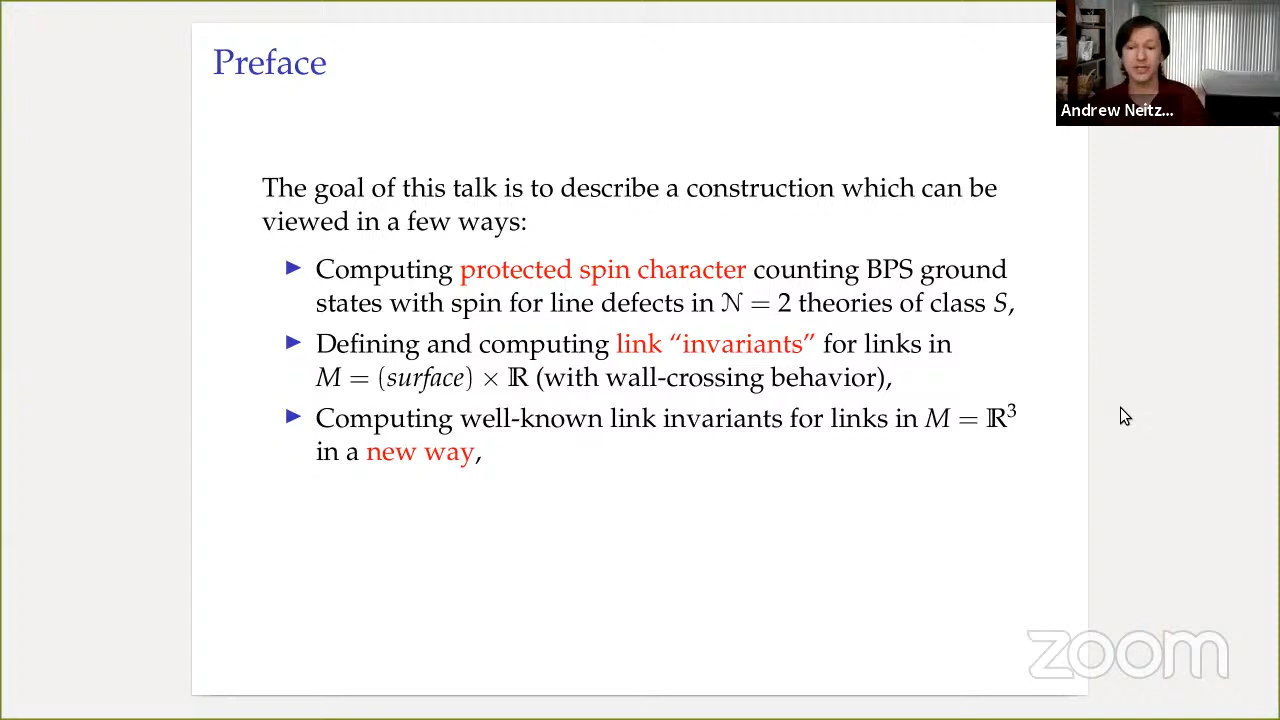 Preface
Andrew Neitz...
The goal of this talk is to describe a construction which can be
viewed in a few ways:
▶ Computing protected spin character counting BPS ground
states with spin for line defects in N = 2 theories of class S,
▶ Defining and computing link “invariants” for links in
M = (surface) × ℝ (with wall-crossing behavior),
▶ Computing well-known link invariants for links in M = ℝ³
in a new way,
zoom